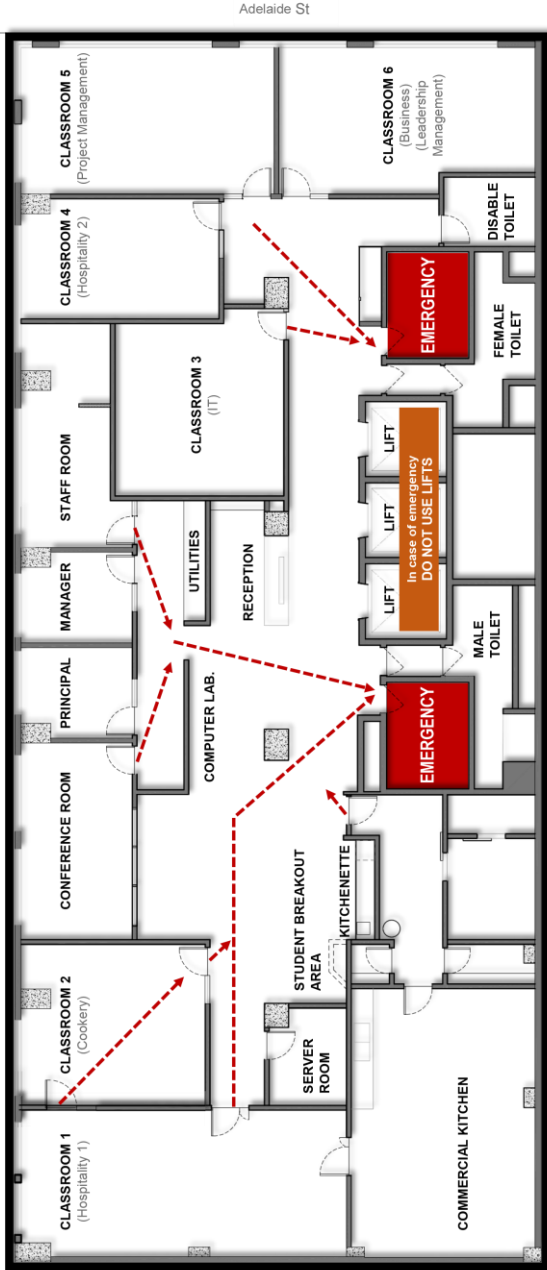 Adelaide St
CLASSROOM 5
(Project Management)
CLASSROOM 6
(Business)
(Leadership
Management)
CLASSROOM 4
(Hospitality 2)
DISABLE
TOILET
EMERGENCY
FEMALE
TOILET
CLASSROOM 3
(IT)
STAFF ROOM
LIFT
LIFT
LIFT
In case of emergency
DO NOT USE LIFTS
UTILITIES
RECEPTION
MANAGER
PRINCIPAL
MALE
TOILET
EMERGENCY
COMPUTER LAB.
CONFERENCE ROOM
STUDENT BREAKOUT
AREA
KITCHENETTE
CLASSROOM 2
(Cookery)
SERVER
ROOM
CLASSROOM 1
(Hospitality 1)
COMMERCIAL KITCHEN